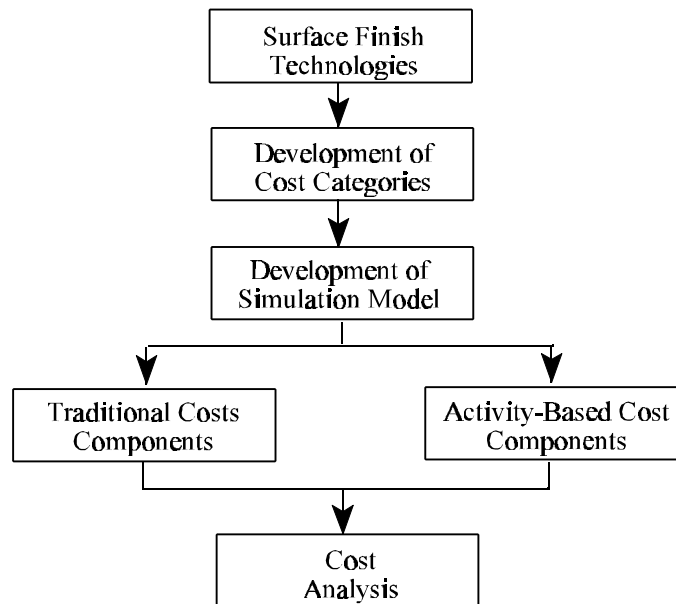 Surface Finish
Technologies
Development of
Cost Categories
Development of
Simulation Model
Traditional Costs
Components
Activity-Based Cost
Components
Cost
Analysis